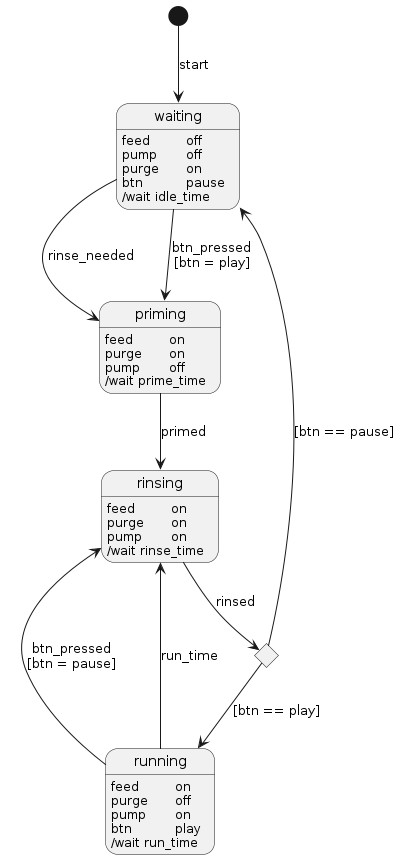 start
waiting
feed off
pump off
purge on
btn pause
/wait idle_time
rinse_needed
btn_pressed
[btn = play]
priming
feed on
purge on
pump off
/wait prime_time
primed
[btn == pause]
rinsing
feed on
purge on
pump on
/wait rinse_time
rinsed
btn_pressed
[btn = pause]
run_time
[btn == play]
running
feed on
purge off
pump on
btn play
/wait run_time